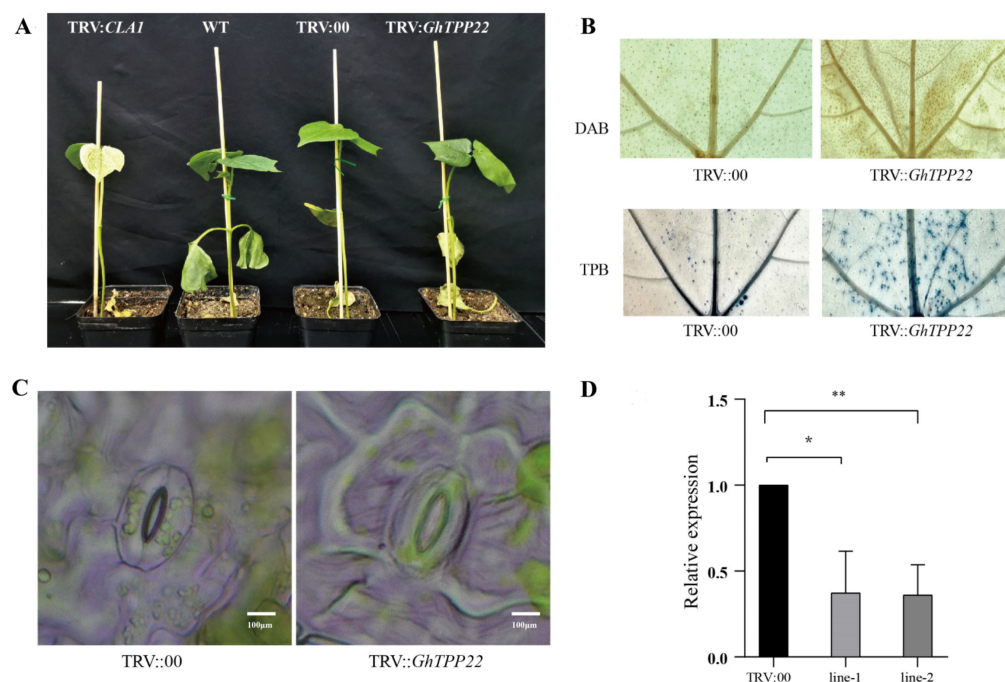 A
TRV:CLA1 WT TRV:00 TRV:GhTPP22
B
DAB
TRV::00 TRV::GhTPP22
TPB
TRV::00 TRV::GhTPP22
C
100μm 100μm
TRV::00 TRV::GhTPP22
D
**
*
1.5
1.0
0.5
0.0
Relative expression
TRV:00 line-1 line-2